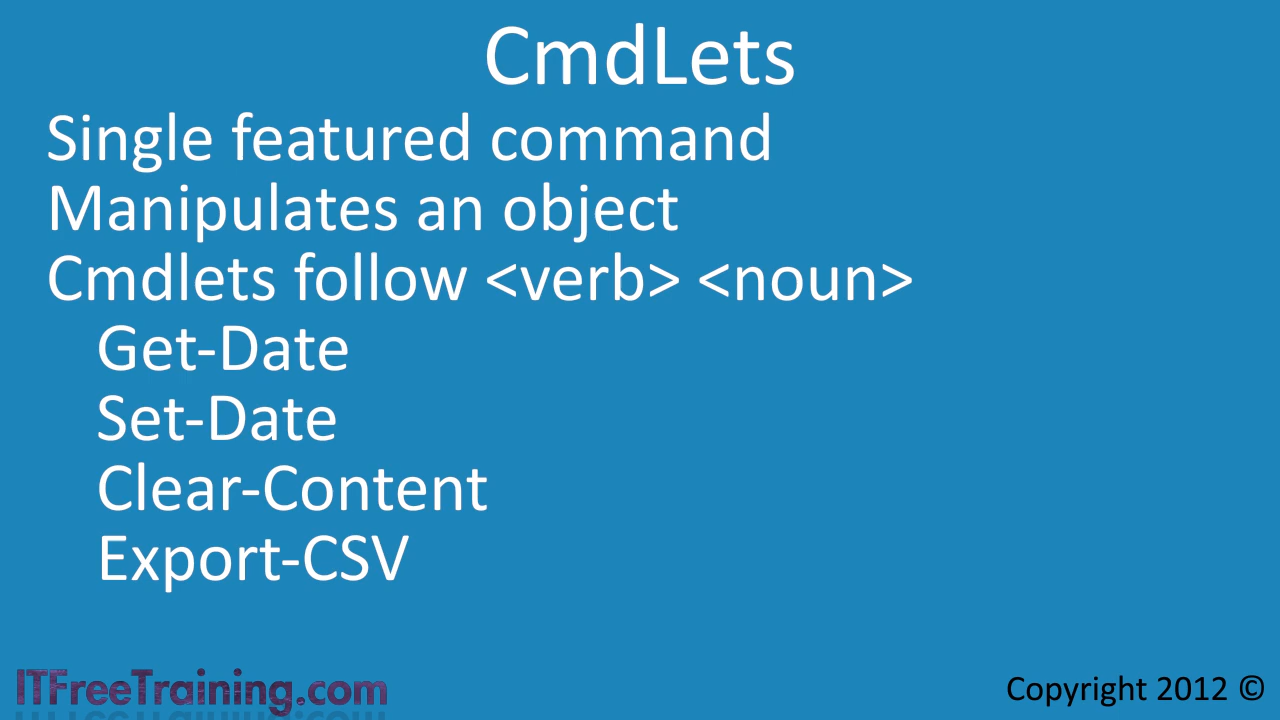 CmdLets
Single featured command
Manipulates an object
Cmdlets follow <verb> <noun>
Get-Date
Set-Date
Clear-Content
Export-CSV
ITFreeTraining.com
Copyright 2012 ©